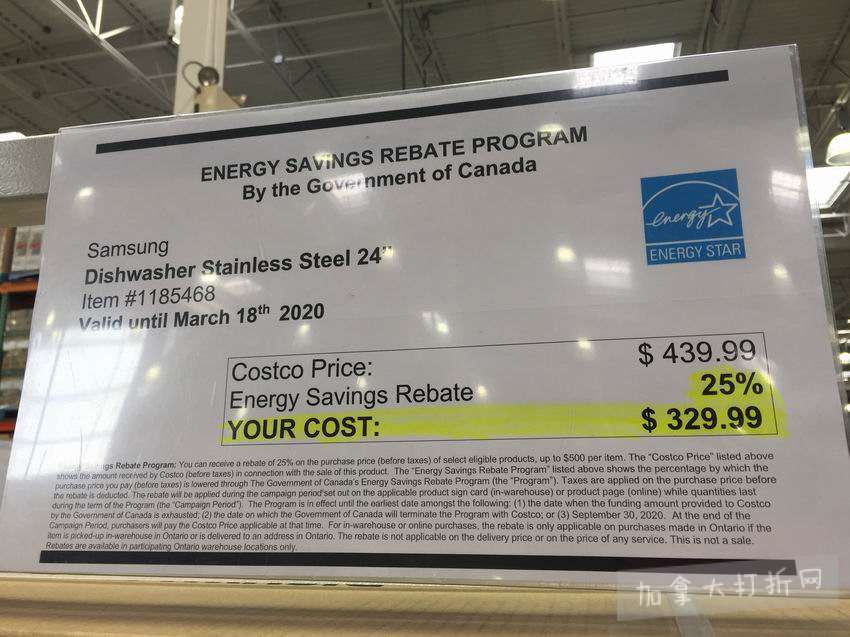 ENERGY SAVINGS REBATE PROGRAM
By the Government of Canada
energy
ENERGY STAR
Samsung
Dishwasher Stainless Steel 24"
Item #1185468
Valid until March 18th 2020
Costco Price: $ 439.99
Energy Savings Rebate 25%
YOUR COST: $ 329.99
Savings Rebate Program: You can receive a rebate of 25% on the purchase price (before taxes) of select eligible products, up to $500 per item. The "Costco Price" listed above
shows the amount received by Costco (before taxes) in connection with the sale of this product. The "Energy Savings Rebate Program" listed above shows the percentage by which the
purchase price you pay (before taxes) is lowered through The Government of Canada's Energy Savings Rebate Program (the "Program"). Taxes are applied on the purchase price before
the rebate is deducted. The rebate will be applied during the campaign period set out on the applicable product sign card (in-warehouse) or product page (online) while quantities last
during the term of the Program (the "Campaign Period"). The Program is in effect until the earliest date amongst the following: (1) the date when the funding amount provided to Costco
by the Government of Canada is exhausted; (2) the date on which the Government of Canada will terminate the Program with Costco; or (3) September 30, 2020. At the end of the
Campaign Period, purchasers will pay the Costco Price applicable at that time. For in-warehouse or online purchases, the rebate is only applicable on purchases made in Ontario if the
item is picked-up in-warehouse in Ontario or is delivered to an address in Ontario. The rebate is not applicable on the delivery price or on the price of any service. This is not a sale.
Rebates are available in participating Ontario warehouse locations only.
加拿大打折网